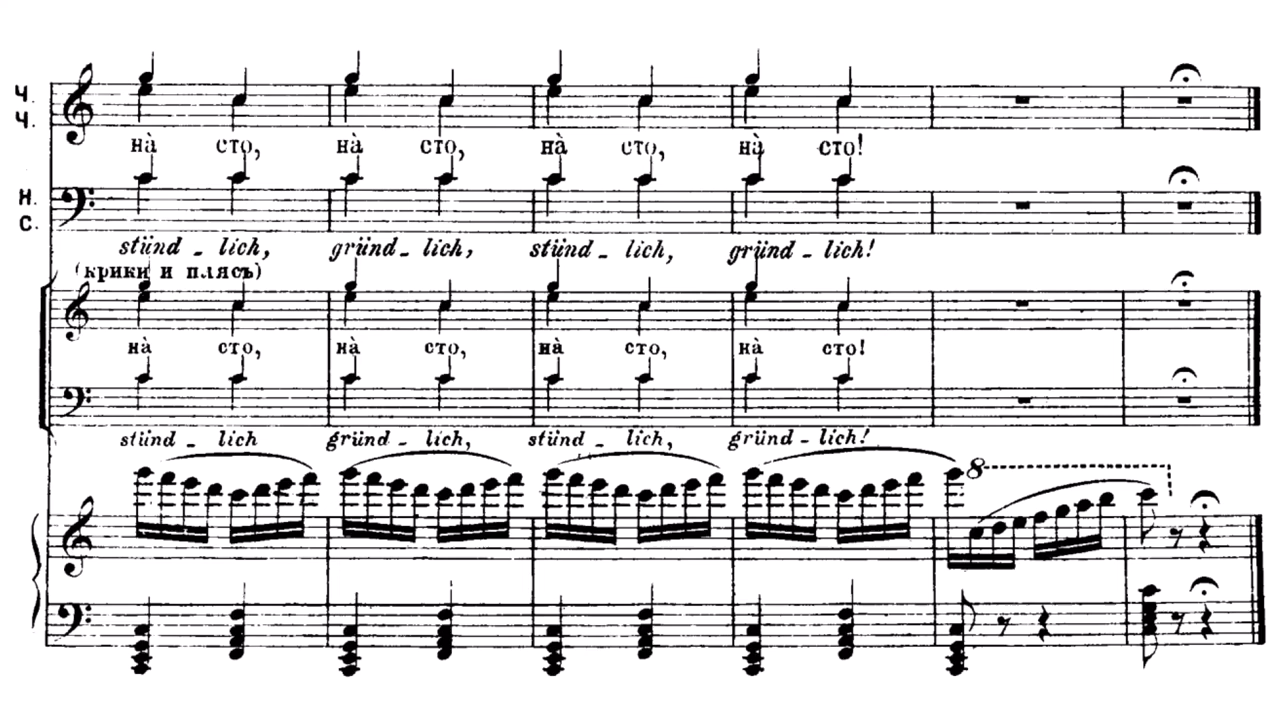 Ч.
Ч.
на̀ сто, на̀ сто, на̀ сто, на̀ сто!
Н.
С.
stünd - lich, gründ - lich, stünd - lich, gründ - lich!
(крики и плясъ)
на̀ сто, на̀ сто, на̀ сто, на̀ сто!
stünd - lich gründ - lich, stünd - lich, gründ - lich!
8